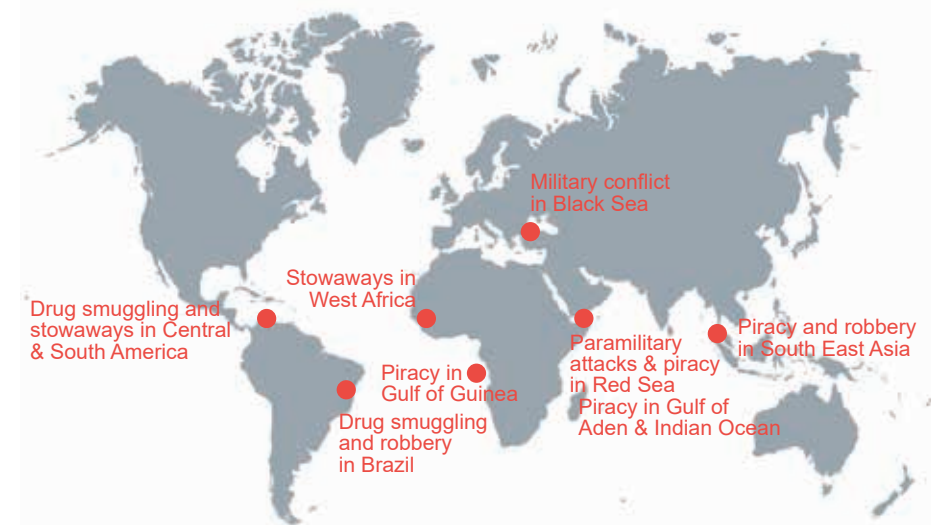 Military conflict
in Black Sea
Stowaways in
West Africa
Drug smuggling and
stowaways in Central
& South America
Piracy and robbery
in South East Asia
Paramilitary
attacks & piracy
in Red Sea
Piracy in Gulf of
Aden & Indian Ocean
Piracy in
Gulf of Guinea
Drug smuggling
and robbery
in Brazil